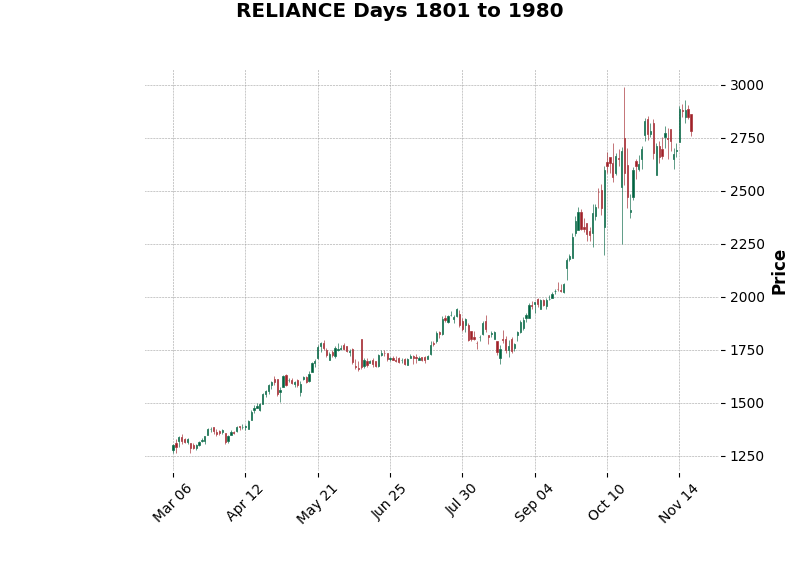 RELIANCE Days 1801 to 1980
3000
2750
2500
2250
2000
1750
1500
1250
Price
Mar 06
Apr 12
May 21
Jun 25
Jul 30
Sep 04
Oct 10
Nov 14